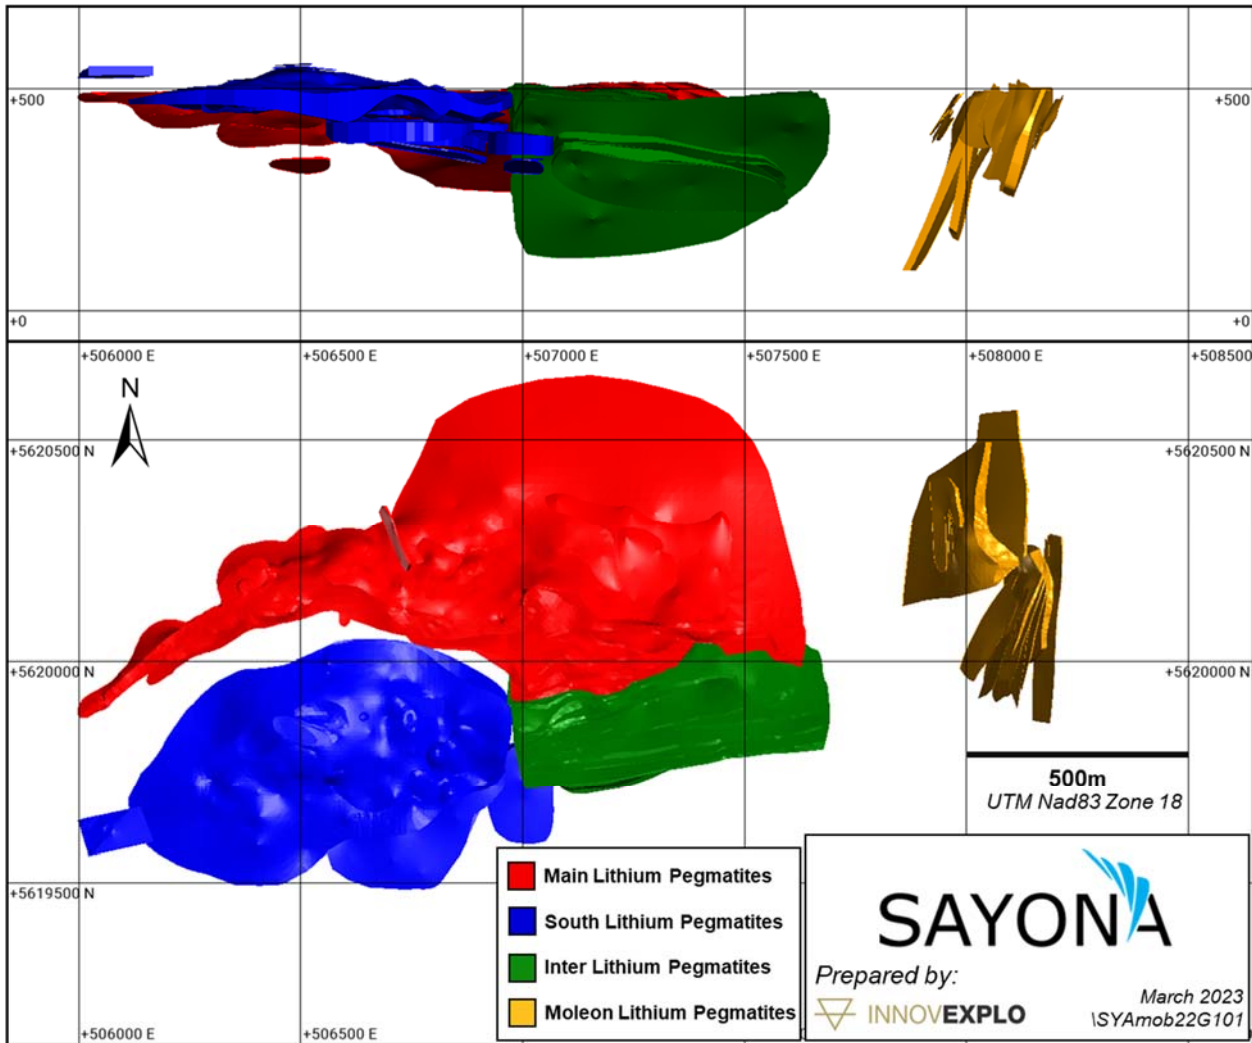 +500
+500
+0
+0
+506000 E
+506500 E
+507000 E
+507500 E
+508000 E
+508500
N
+5620500 N
+5620500 N
+5620000 N
+5620000 N
500m
UTM Nad83 Zone 18
+5619500 N
Main Lithium Pegmatites
South Lithium Pegmatites
Inter Lithium Pegmatites
Moleon Lithium Pegmatites
SAYONA
Prepared by:
INNOVEXPLO
March 2023
\SYAmob22G101
+506000 E
+506500 E